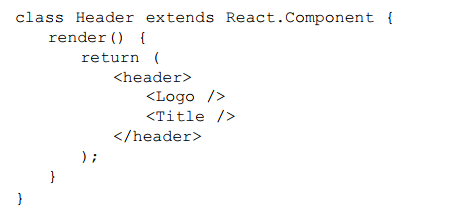 class Header extends React.Component {
    render() {
        return (
            <header>
                <Logo />
                <Title />
            </header>
        );
    }
}